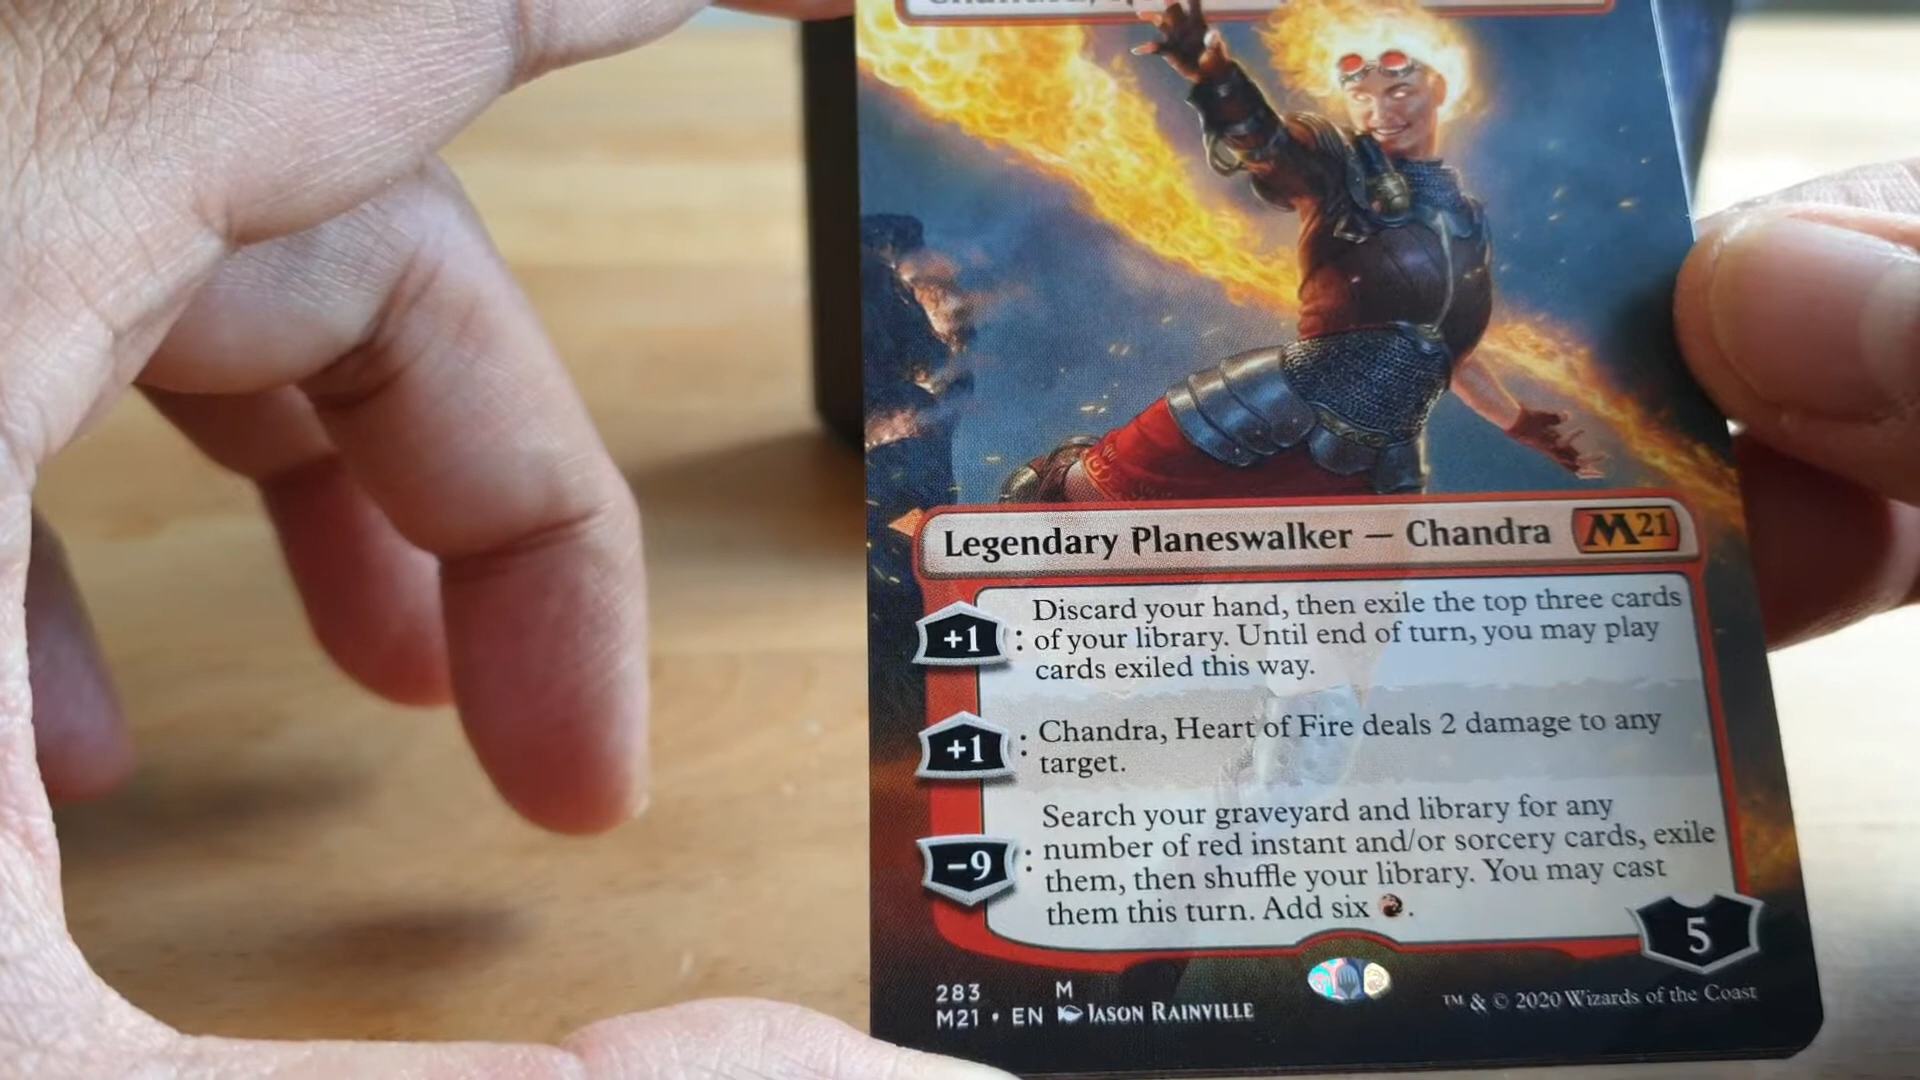 Legendary Planeswalker — Chandra M21
+1 : Discard your hand, then exile the top three cards
of your library. Until end of turn, you may play
cards exiled this way.
+1 : Chandra, Heart of Fire deals 2 damage to any
target.
−9 : Search your graveyard and library for any
number of red instant and/or sorcery cards, exile
them, then shuffle your library. You may cast
them this turn. Add six .
5
283 M
M21 • EN Jason Rainville
™ & © 2020 Wizards of the Coast